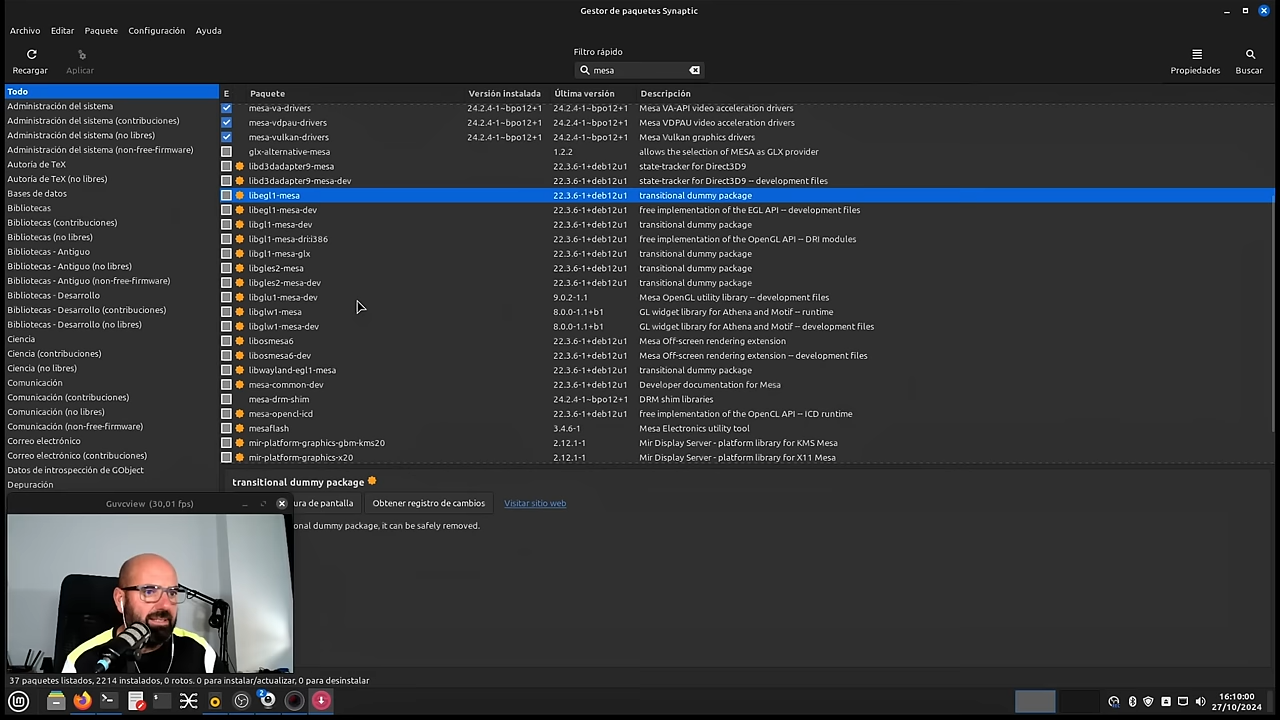 Gestor de paquetes Synaptic
Archivo Editar Paquete Configuración Ayuda
Recargar Aplicar
Filtro rápido
mesa
Propiedades Buscar
Todo
Administración del sistema
Administración del sistema (contribuciones)
Administración del sistema (no libres)
Administración del sistema (non-free-firmware)
Autoría de TeX
Autoría de TeX (no libres)
Bases de datos
Bibliotecas
Bibliotecas (contribuciones)
Bibliotecas (no libres)
Bibliotecas - Antiguo
Bibliotecas - Antiguo (no libres)
Bibliotecas - Antiguo (non-free-firmware)
Bibliotecas - Desarrollo
Bibliotecas - Desarrollo (contribuciones)
Bibliotecas - Desarrollo (no libres)
Ciencia
Ciencia (contribuciones)
Ciencia (no libres)
Comunicación
Comunicación (contribuciones)
Comunicación (no libres)
Comunicación (non-free-firmware)
Correo electrónico
Correo electrónico (contribuciones)
Datos de introspección de GObject
Depuración
E Paquete Versión instalada Última versión Descripción
mesa-va-drivers 24.2.4-1~bpo12+1 24.2.4-1~bpo12+1 Mesa VA-API video acceleration drivers
mesa-vdpau-drivers 24.2.4-1~bpo12+1 24.2.4-1~bpo12+1 Mesa VDPAU video acceleration drivers
mesa-vulkan-drivers 24.2.4-1~bpo12+1 24.2.4-1~bpo12+1 Mesa Vulkan graphics drivers
glx-alternative-mesa 1.2.2 allows the selection of MESA as GLX provider
libd3dadapter9-mesa 22.3.6-1+deb12u1 state-tracker for Direct3D9
libd3dadapter9-mesa-dev 22.3.6-1+deb12u1 state-tracker for Direct3D9 -- development files
libegl1-mesa 22.3.6-1+deb12u1 transitional dummy package
libegl1-mesa-dev 22.3.6-1+deb12u1 free implementation of the EGL API -- development files
libgl1-mesa-dev 22.3.6-1+deb12u1 transitional dummy package
libgl1-mesa-dri:i386 22.3.6-1+deb12u1 free implementation of the OpenGL API -- DRI modules
libgl1-mesa-glx 22.3.6-1+deb12u1 transitional dummy package
libgles2-mesa 22.3.6-1+deb12u1 transitional dummy package
libgles2-mesa-dev 22.3.6-1+deb12u1 transitional dummy package
libglu1-mesa-dev 9.0.2-1.1 Mesa OpenGL utility library -- development files
libglw1-mesa 8.0.0-1.1+b1 GL widget library for Athena and Motif -- runtime
libglw1-mesa-dev 8.0.0-1.1+b1 GL widget library for Athena and Motif -- development files
libosmesa6 22.3.6-1+deb12u1 Mesa Off-screen rendering extension
libosmesa6-dev 22.3.6-1+deb12u1 Mesa Off-screen rendering extension -- development files
libwayland-egl1-mesa 22.3.6-1+deb12u1 transitional dummy package
mesa-common-dev 22.3.6-1+deb12u1 Developer documentation for Mesa
mesa-drm-shim 24.2.4-1~bpo12+1 DRM shim libraries
mesa-opencl-icd 22.3.6-1+deb12u1 free implementation of the OpenCL API -- ICD runtime
mesaflash 3.4.6-1 Mesa Electronics utility tool
mir-platform-graphics-gbm-kms20 2.12.1-1 Mir Display Server - platform library for KMS Mesa
mir-platform-graphics-x20 2.12.1-1 Mir Display Server - platform library for X11 Mesa
transitional dummy package
ura de pantalla Obtener registro de cambios Visitar sitio web
onal dummy package, it can be safely removed.
Guvcview (30,01 fps)
37 paquetes listados, 2214 instalados, 0 rotos. 0 para instalar/actualizar, 0 para desinstalar
2
16:10:00
27/10/2024